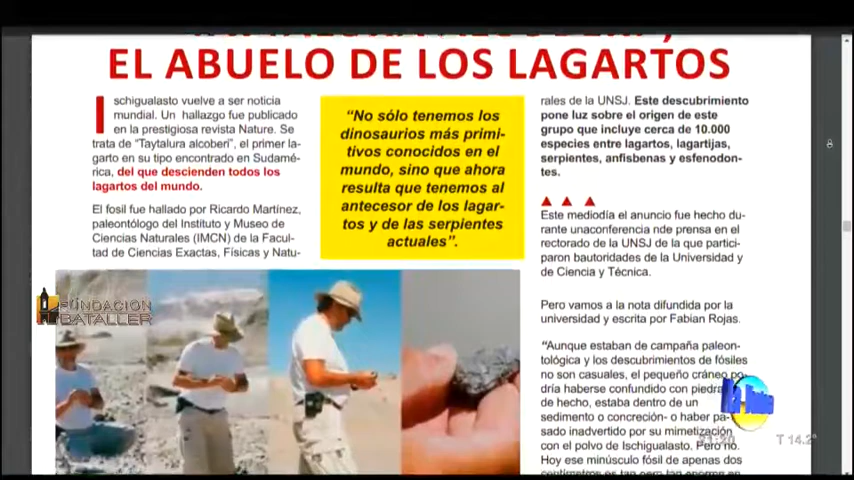 EL ABUELO DE LOS LAGARTOS
Ischigualasto vuelve a ser noticia
mundial. Un hallazgo fue publicado
en la prestigiosa revista Nature. Se
trata de “Taytalura alcoberi”, el primer la-
garto en su tipo encontrado en Sudamé-
rica, del que descienden todos los
lagartos del mundo.
El fosil fue hallado por Ricardo Martínez,
paleontólogo del Instituto y Museo de
Ciencias Naturales (IMCN) de la Facul-
tad de Ciencias Exactas, Físicas y Natu-
“No sólo tenemos los
dinosaurios más primi-
tivos conocidos en el
mundo, sino que ahora
resulta que tenemos al
antecesor de los lagar-
tos y de las serpientes
actuales”.
rales de la UNSJ. Este descubrimiento
pone luz sobre el origen de este
grupo que incluye cerca de 10.000
especies entre lagartos, lagartijas,
serpientes, anfisbenas y esfenodon-
tes.
Este mediodía el anuncio fue hecho du-
rante unaconferencia nde prensa en el
rectorado de la UNSJ de la que partici-
paron bautoridades de la Universidad y
de Ciencia y Técnica.
Pero vamos a la nota difundida por la
universidad y escrita por Fabian Rojas.
“Aunque estaban de campaña paleon-
tológica y los descubrimientos de fósiles
no son casuales, el pequeño cráneo po-
dría haberse confundido con piedra
de hecho, estaba dentro de un
sedimento o concreción- o haber pa-
sado inadvertido por su mimetización
con el polvo de Ischigualasto. Pero no.
Hoy ese minúsculo fósil de apenas dos
FUNDACION
BATALLER
21:20
T 14.2°